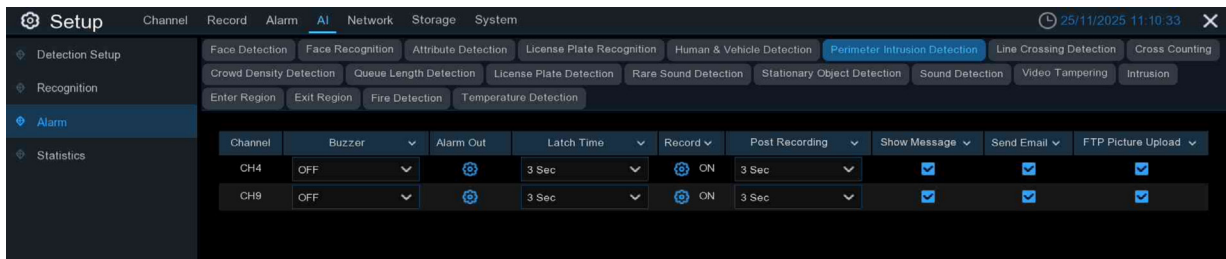 Setup Channel Record Alarm AI Network Storage System 25/11/2025 11:10:33
Detection Setup
Recognition
Alarm
Statistics
Face Detection Face Recognition Attribute Detection License Plate Recognition Human & Vehicle Detection Perimeter Intrusion Detection Line Crossing Detection Cross Counting
Crowd Density Detection Queue Length Detection License Plate Detection Rare Sound Detection Stationary Object Detection Sound Detection Video Tampering Intrusion
Enter Region Exit Region Fire Detection Temperature Detection
Channel Buzzer Alarm Out Latch Time Record Post Recording Show Message Send Email FTP Picture Upload
CH4 OFF 3 Sec ON 3 Sec
CH9 OFF 3 Sec ON 3 Sec